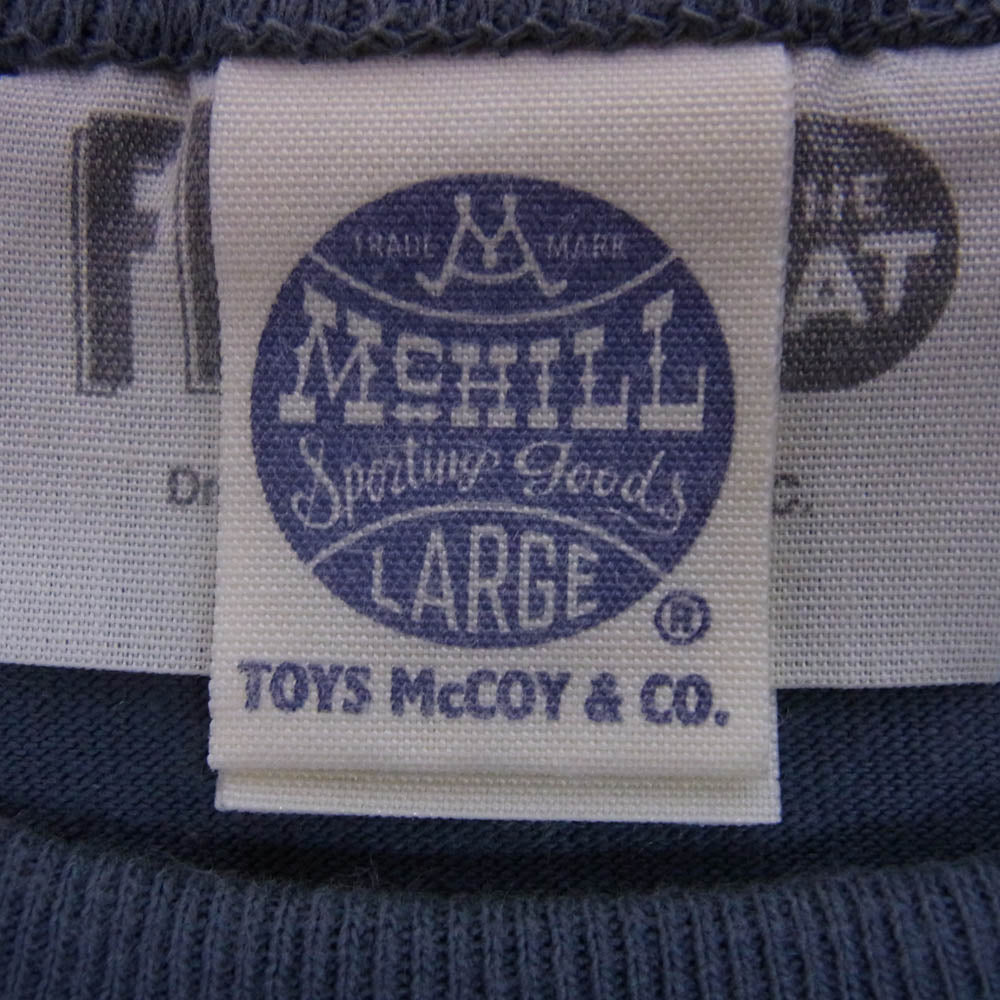 TRADE M MARK
McHILL
Sporting Goods
LARGE
®
TOYS McCOY & CO.